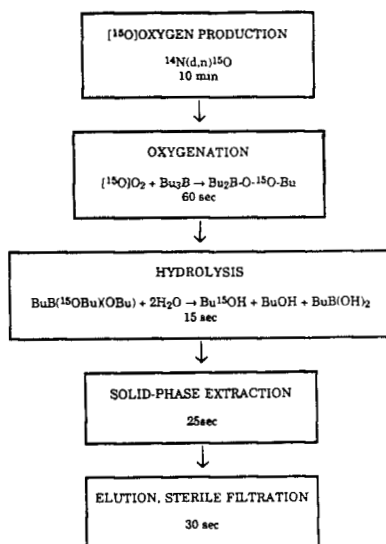 [¹⁵O]OXYGEN PRODUCTION
¹⁴N(d,n)¹⁵O
10 min
OXYGENATION
[¹⁵O]O₂ + Bu₃B → Bu₂B-O-¹⁵O-Bu
60 sec
HYDROLYSIS
BuB(¹⁵OBu)(OBu) + 2H₂O → Bu¹⁵OH + BuOH + BuB(OH)₂
15 sec
SOLID-PHASE EXTRACTION
25sec
ELUTION, STERILE FILTRATION
30 sec